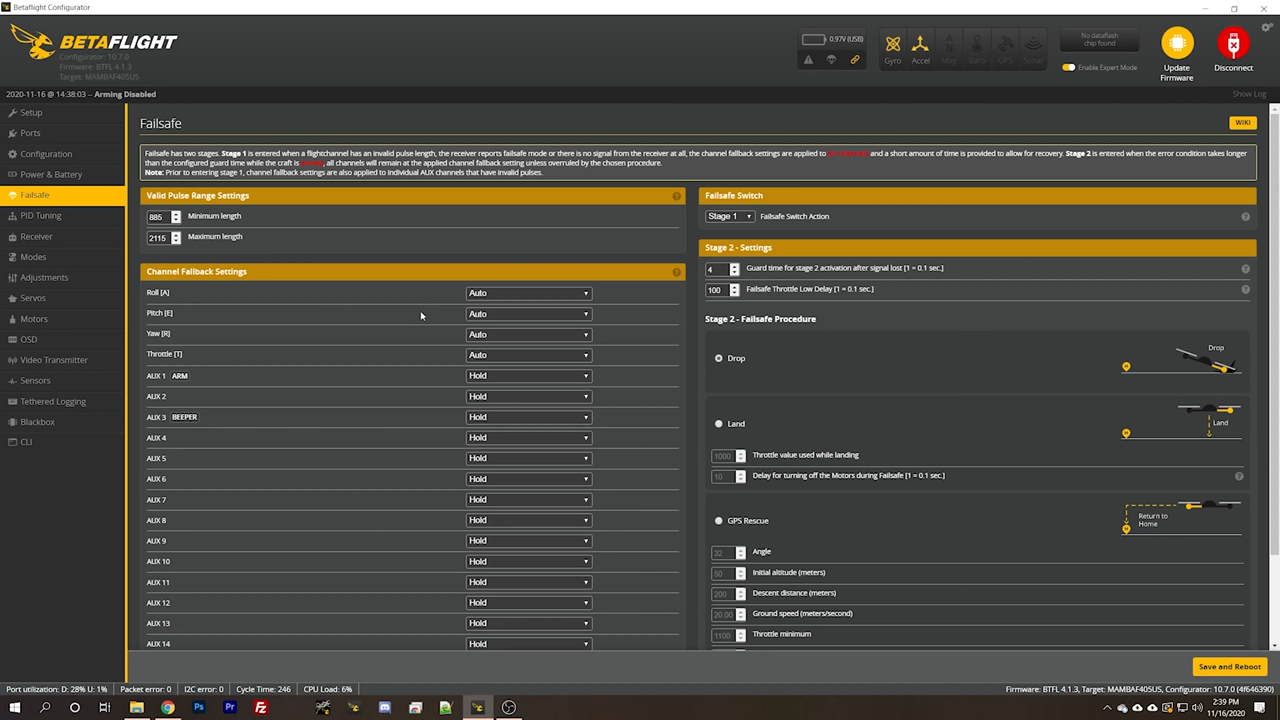 Betaflight Configurator
BETAFLIGHT
Configurator: 10.7.0
Firmware: BTFL 4.1.3
Target: MAMBAF405US
0.97V (USB)
Gyro
Accel
Mag
Baro
GPS
Sonar
No dataflash
chip found
Enable Expert Mode
Update
Firmware
Disconnect
2020-11-16 @ 14:38:03 -- Arming Disabled
Show Log
Setup
Ports
Configuration
Power & Battery
Failsafe
PID Tuning
Receiver
Modes
Adjustments
Servos
Motors
OSD
Video Transmitter
Sensors
Tethered Logging
Blackbox
CLI
Failsafe
WIKI
Failsafe has two stages. Stage 1 is entered when a flightchannel has an invalid pulse length, the receiver reports failsafe mode or there is no signal from the receiver at all, the channel fallback settings are applied to and a short amount of time is provided to allow for recovery. Stage 2 is entered when the error condition takes longer
than the configured guard time while the craft is , all channels will remain at the applied channel fallback setting unless overruled by the chosen procedure.
Note: Prior to entering stage 1, channel fallback settings are also applied to individual AUX channels that have invalid pulses.
Valid Pulse Range Settings
885 Minimum length
2115 Maximum length
Channel Fallback Settings
Roll [A] Auto
Pitch [E] Auto
Yaw [R] Auto
Throttle [T] Auto
AUX 1 ARM Hold
AUX 2 Hold
AUX 3 BEEPER Hold
AUX 4 Hold
AUX 5 Hold
AUX 6 Hold
AUX 7 Hold
AUX 8 Hold
AUX 9 Hold
AUX 10 Hold
AUX 11 Hold
AUX 12 Hold
AUX 13 Hold
AUX 14 Hold
Failsafe Switch
Stage 1 Failsafe Switch Action
Stage 2 - Settings
4 Guard time for stage 2 activation after signal lost [1 = 0.1 sec.]
100 Failsafe Throttle Low Delay [1 = 0.1 sec.]
Stage 2 - Failsafe Procedure
Drop
Drop
Land
Land
1000 Throttle value used while landing
10 Delay for turning off the Motors during Failsafe [1 = 0.1 sec.]
GPS Rescue
Return to
Home
32 Angle
50 Initial altitude (meters)
200 Descent distance (meters)
20.00 Ground speed (meters/second)
1100 Throttle minimum
Save and Reboot
Port utilization: D: 28% U: 1%
Packet error: 0
I2C error: 0
Cycle Time: 246
CPU Load: 6%
Firmware: BTFL 4.1.3, Target: MAMBAF405US, Configurator: 10.7.0 (4f646390)
Ps
Pr
2:39 PM
11/16/2020